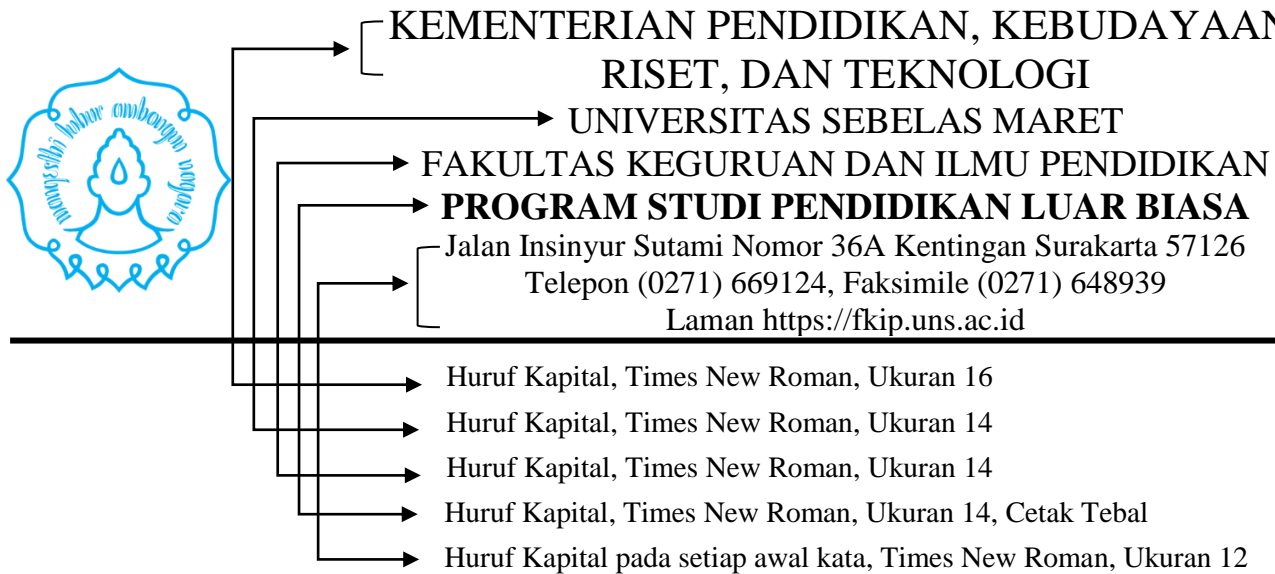 KEMENTERIAN PENDIDIKAN, KEBUDAYAAN
RISET, DAN TEKNOLOGI
mangesthi luhur ambangun nagara
UNIVERSITAS SEBELAS MARET
FAKULTAS KEGURUAN DAN ILMU PENDIDIKAN
PROGRAM STUDI PENDIDIKAN LUAR BIASA
Jalan Insinyur Sutami Nomor 36A Kentingan Surakarta 57126
Telepon (0271) 669124, Faksimile (0271) 648939
Laman https://fkip.uns.ac.id
Huruf Kapital, Times New Roman, Ukuran 16
Huruf Kapital, Times New Roman, Ukuran 14
Huruf Kapital, Times New Roman, Ukuran 14
Huruf Kapital, Times New Roman, Ukuran 14, Cetak Tebal
Huruf Kapital pada setiap awal kata, Times New Roman, Ukuran 12